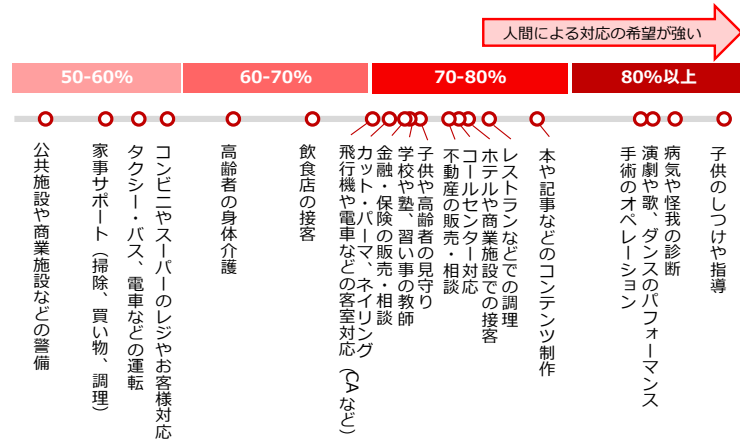 人間による対応の希望が強い
50-60%
60-70%
70-80%
80%以上
公共施設や商業施設などの警備
家事サポート（掃除、買い物、調理）
タクシー・バス、電車などの運転
コンビニやスーパーのレジやお客様対応
高齢者の身体介護
飲食店の接客
飛行機や電車などの客室対応（CAなど）
カット・パーマ、ネイリング
金融・保険の販売・相談
学校や塾、習い事の教師
子供や高齢者の見守り
不動産の販売・相談
コールセンター対応
ホテルや商業施設での接客
レストランなどでの調理
本や記事などのコンテンツ制作
手術のオペレーション
演劇や歌、ダンスのパフォーマンス
病気や怪我の診断
子供のしつけや指導